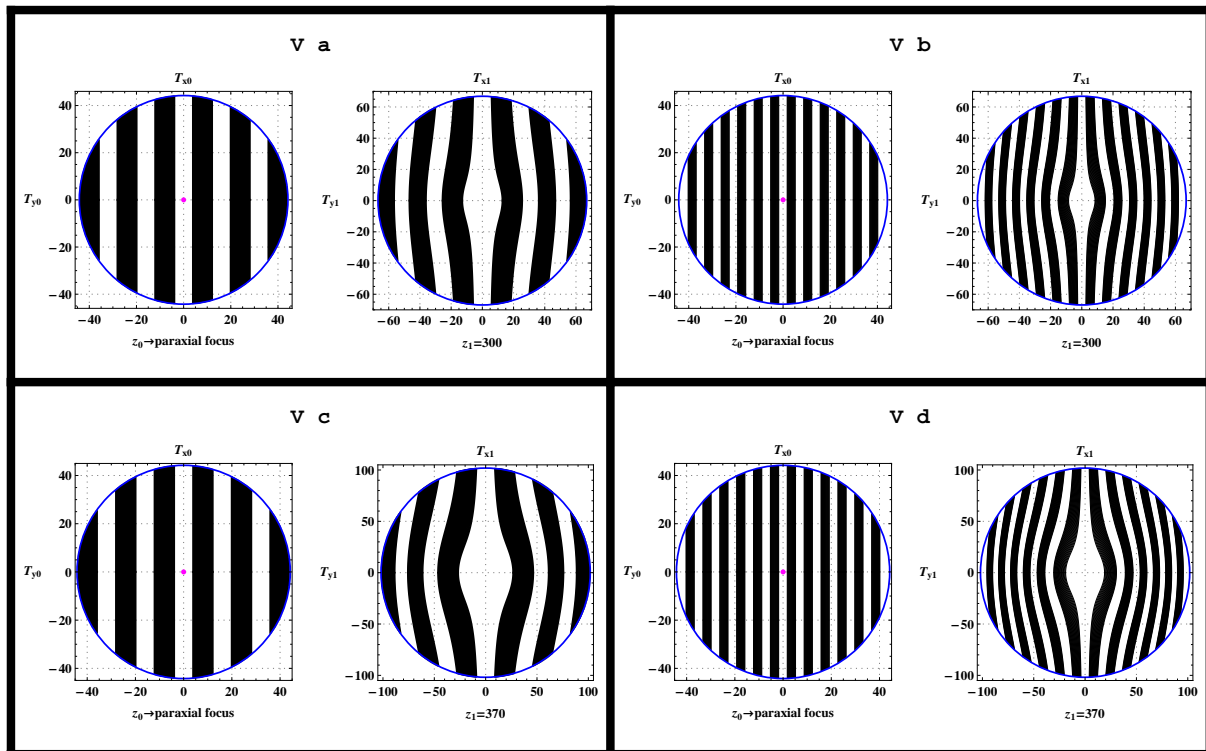 V a
T_x0
T_x1
40
20
0
−20
−40
T_y0
−40 −20 0 20 40
z_0→paraxial focus
60
40
20
0
−20
−40
−60
T_y1
−60 −40 −20 0 20 40 60
z_1=300
V b
T_x0
T_x1
40
20
0
−20
−40
T_y0
−40 −20 0 20 40
z_0→paraxial focus
60
40
20
0
−20
−40
−60
T_y1
−60 −40 −20 0 20 40 60
z_1=300
V c
T_x0
T_x1
40
20
0
−20
−40
T_y0
−40 −20 0 20 40
z_0→paraxial focus
100
50
0
−50
−100
T_y1
−100 −50 0 50 100
z_1=370
V d
T_x0
T_x1
40
20
0
−20
−40
T_y0
−40 −20 0 20 40
z_0→paraxial focus
100
50
0
−50
−100
T_y1
−100 −50 0 50 100
z_1=370